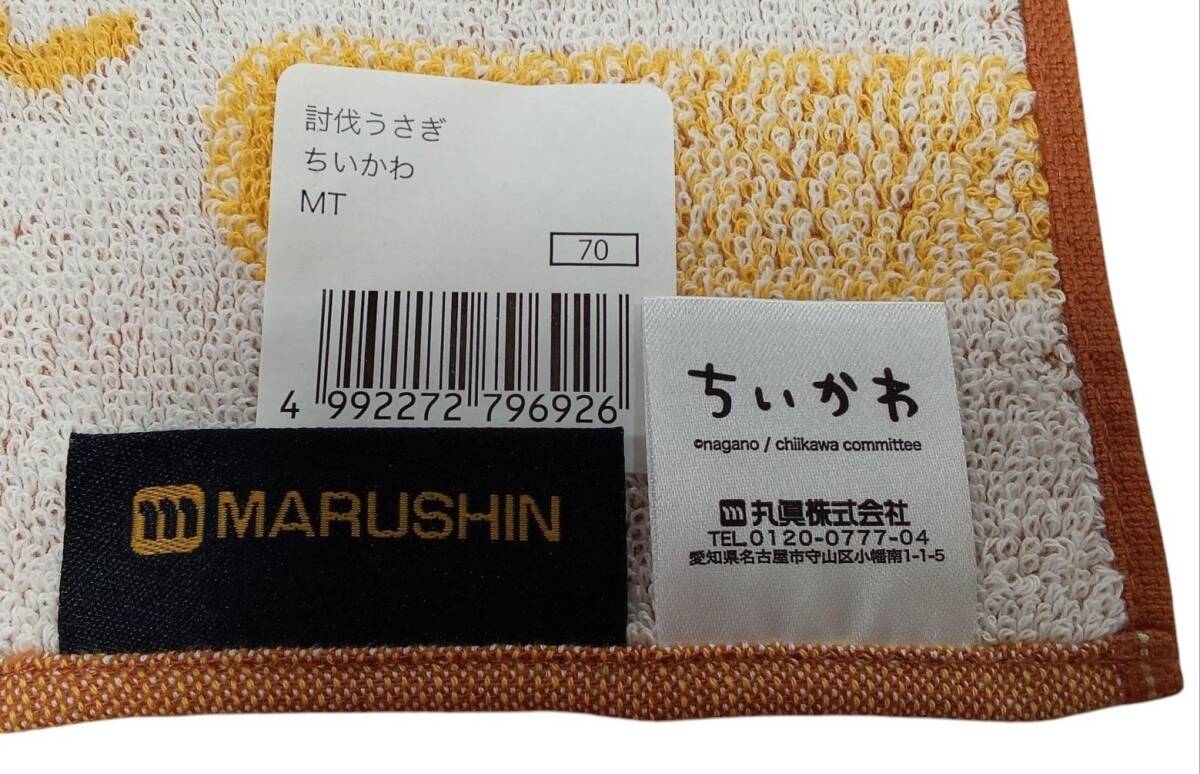 討伐うさぎ
ちいかわ
MT
70
4 992272 796926
MARUSHIN
ちいかわ
©nagano / chiikawa committee
丸眞株式会社
TEL.0120-0777-04
愛知県名古屋市守山区小幡南1-1-5